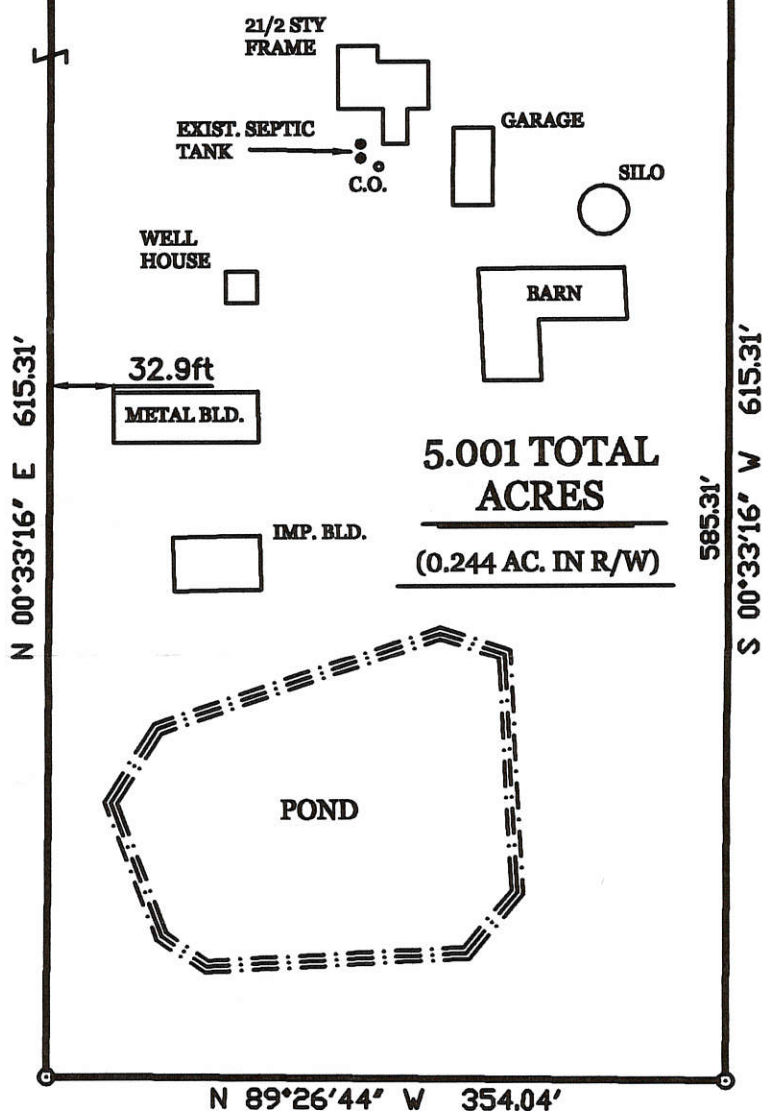 21/2 STY
FRAME
EXIST. SEPTIC
TANK
C.O.
GARAGE
SILO
WELL
HOUSE
BARN
32.9ft
METAL BLD.
N 00°33'16" E 615.31'
5.001 TOTAL
ACRES
(0.244 AC. IN R/W)
585.31'
S 00°33'16" W 615.31'
IMP. BLD.
POND
N 89°26'44" W 354.04'